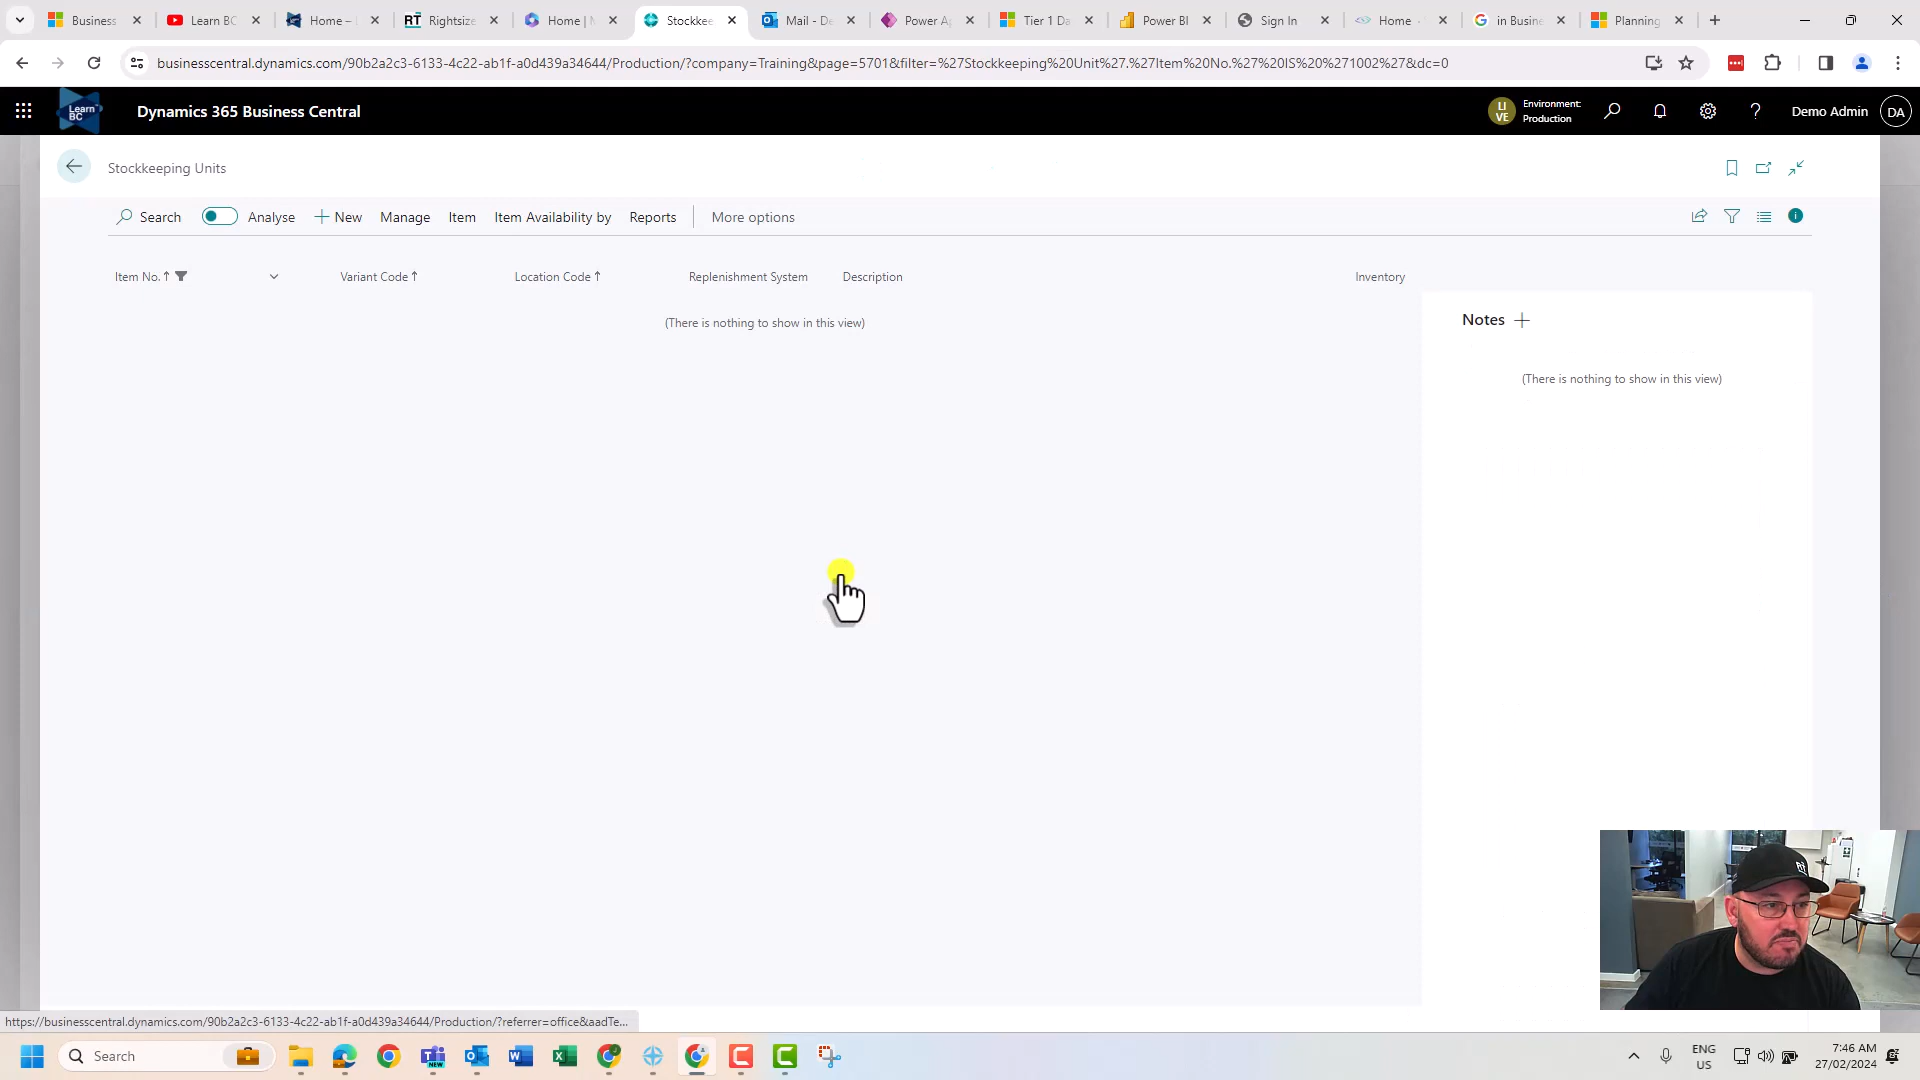 Business
Learn BC
Home –
RT Rightsize
Home | N
Stockkee
Mail - De
Power Ap
Tier 1 Da
Power BI
Sign In
Home -
in Busine
Planning
businesscentral.dynamics.com/90b2a2c3-6133-4c22-ab1f-a0d439a34644/Production/?company=Training&page=5701&filter=%27Stockkeeping%20Unit%27.%27Item%20No.%27%20IS%20%271002%27&dc=0
Learn BC
Dynamics 365 Business Central
LI VE
Environment: Production
?
Demo Admin
DA
Stockkeeping Units
Search
Analyse
New
Manage
Item
Item Availability by
Reports
More options
Item No. ↑
Variant Code ↑
Location Code ↑
Replenishment System
Description
Inventory
(There is nothing to show in this view)
Notes
(There is nothing to show in this view)
https://businesscentral.dynamics.com/90b2a2c3-6133-4c22-ab1f-a0d439a34644/Production/?referrer=office&aadTe...
Search
ENG
US
7:46 AM
27/02/2024